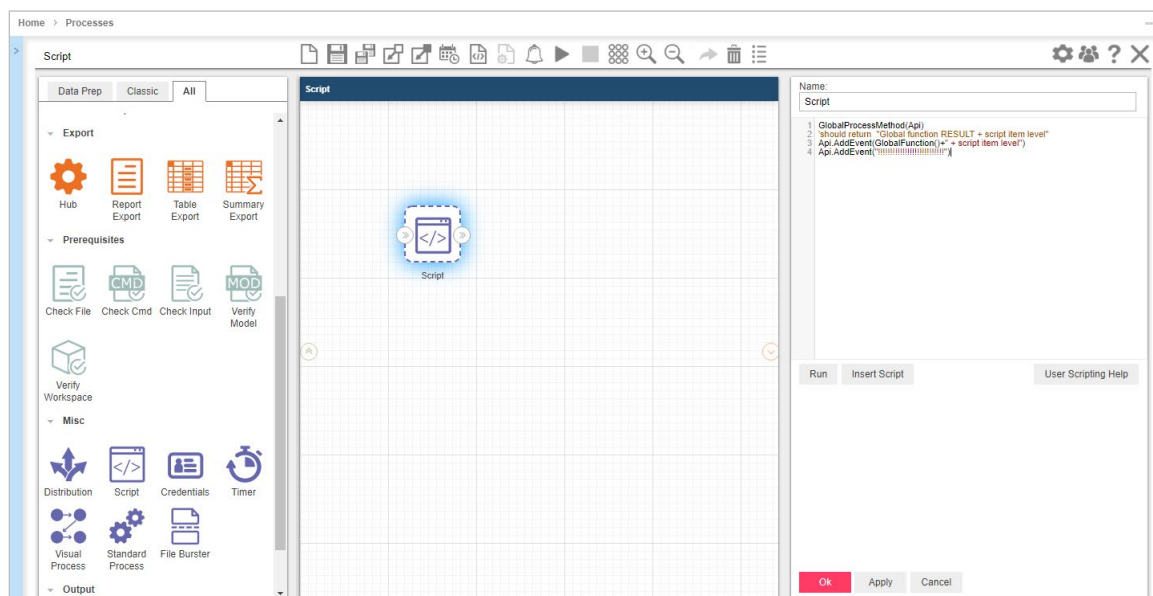 Home > Processes
Script
Data Prep Classic All
Export
Hub Report Export Table Export Summary Export
Prerequisites
Check File Check Cmd Check Input Verify Model
CMD MOD
Verify Workspace
Misc
Distribution Script Credentials Timer
Visual Process Standard Process File Burster
Output
Script
Script
Name:
Script
1 GlobalProcessMethod(Api)
2 'should return "Global function RESULT + script item level"
3 Api.AddEvent(GlobalFunction()+" + script item level")
4 Api.AddEvent("!!!!!!!!!!!!!!!!!!!!!!!!!!!")
Run Insert Script User Scripting Help
Ok Apply Cancel